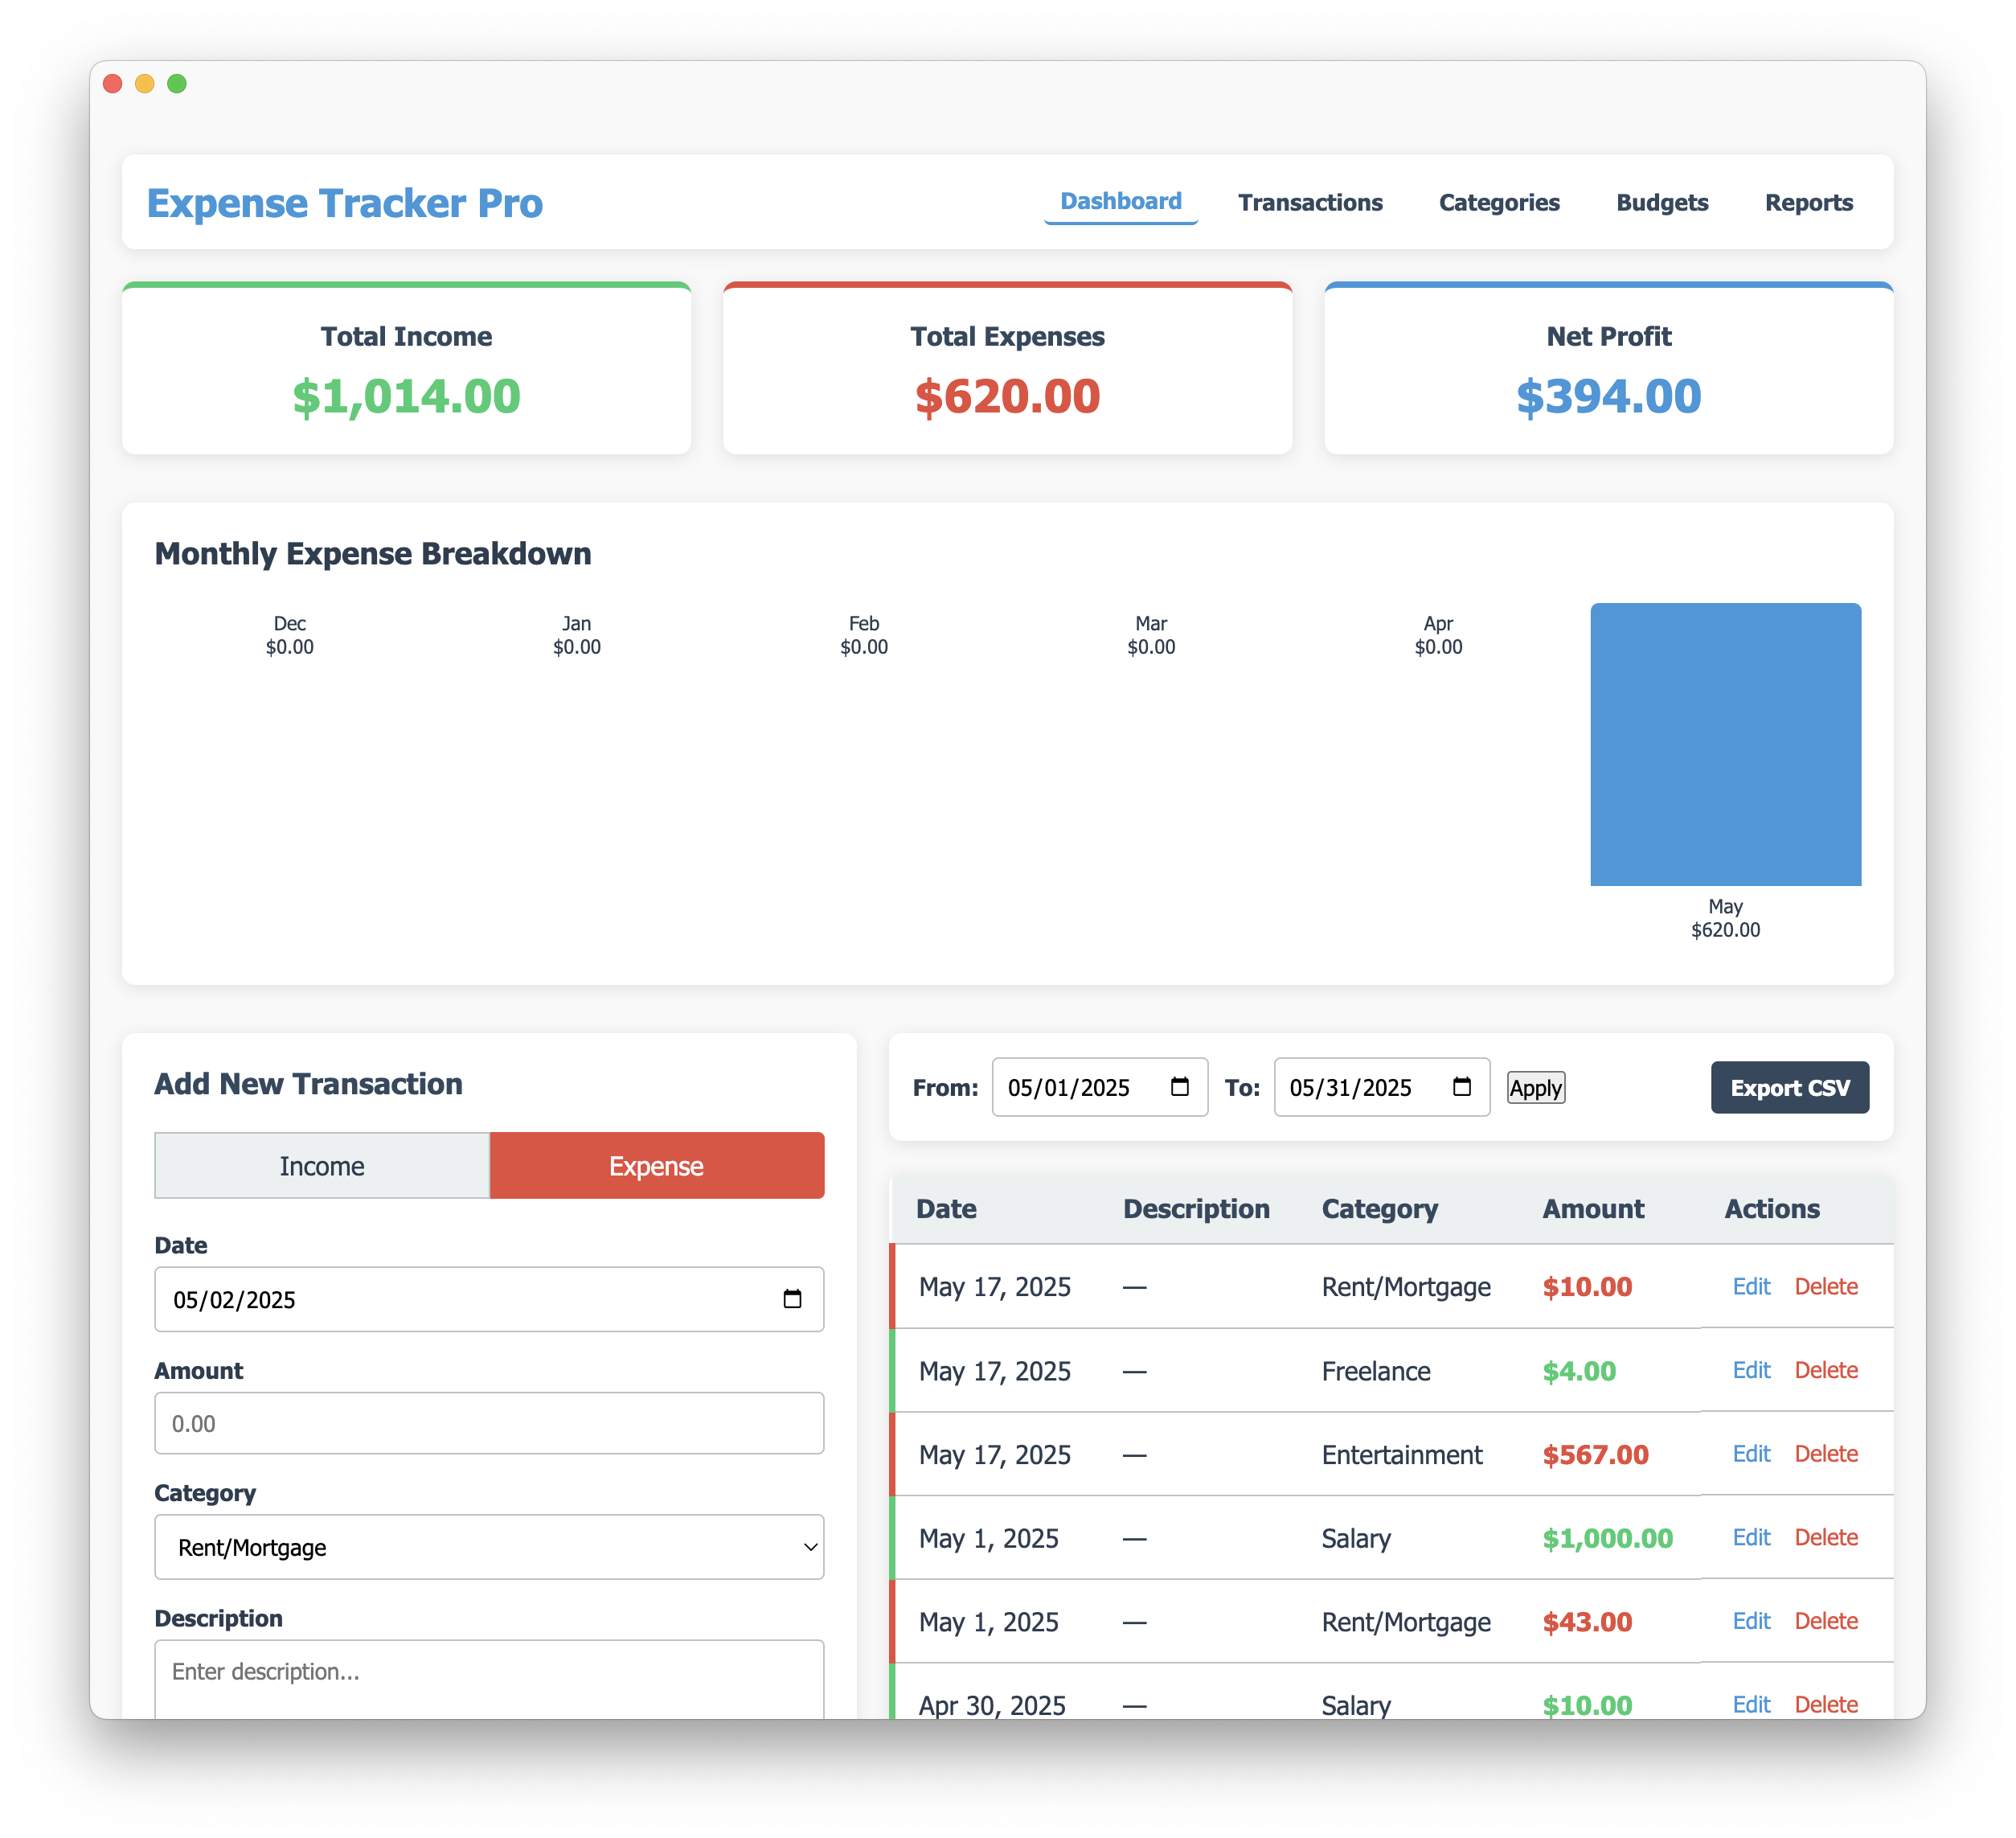 Expense Tracker Pro
Dashboard Transactions Categories Budgets Reports
Total Income
$1,014.00
Total Expenses
$620.00
Net Profit
$394.00
Monthly Expense Breakdown
Dec
$0.00
Jan
$0.00
Feb
$0.00
Mar
$0.00
Apr
$0.00
May
$620.00
Add New Transaction
Income Expense
Date
05/02/2025
Amount
0.00
Category
Rent/Mortgage
Description
Enter description...
From: 05/01/2025 To: 05/31/2025 Apply Export CSV
Date Description Category Amount Actions
May 17, 2025 — Rent/Mortgage $10.00 Edit Delete
May 17, 2025 — Freelance $4.00 Edit Delete
May 17, 2025 — Entertainment $567.00 Edit Delete
May 1, 2025 — Salary $1,000.00 Edit Delete
May 1, 2025 — Rent/Mortgage $43.00 Edit Delete
Apr 30, 2025 — Salary $10.00 Edit Delete